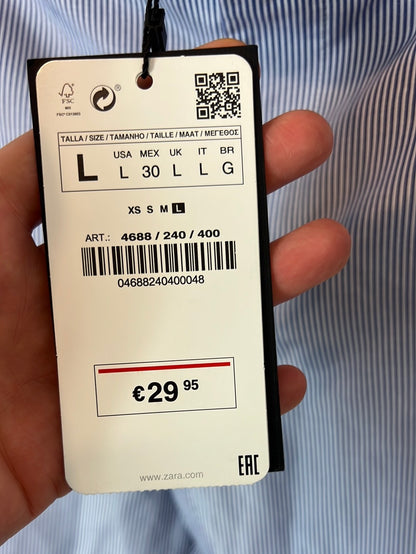 FSC
MIX
®
TALLA / SIZE / TAMANHO / TAILLE / MAAT / ΜΕΓΕΘΟΣ
L USA MEX UK IT BR
L 30 L L G
XS S M L
ART.: 4688 / 240 / 400
04688240400048
€29 95
www.zara.com
EAC